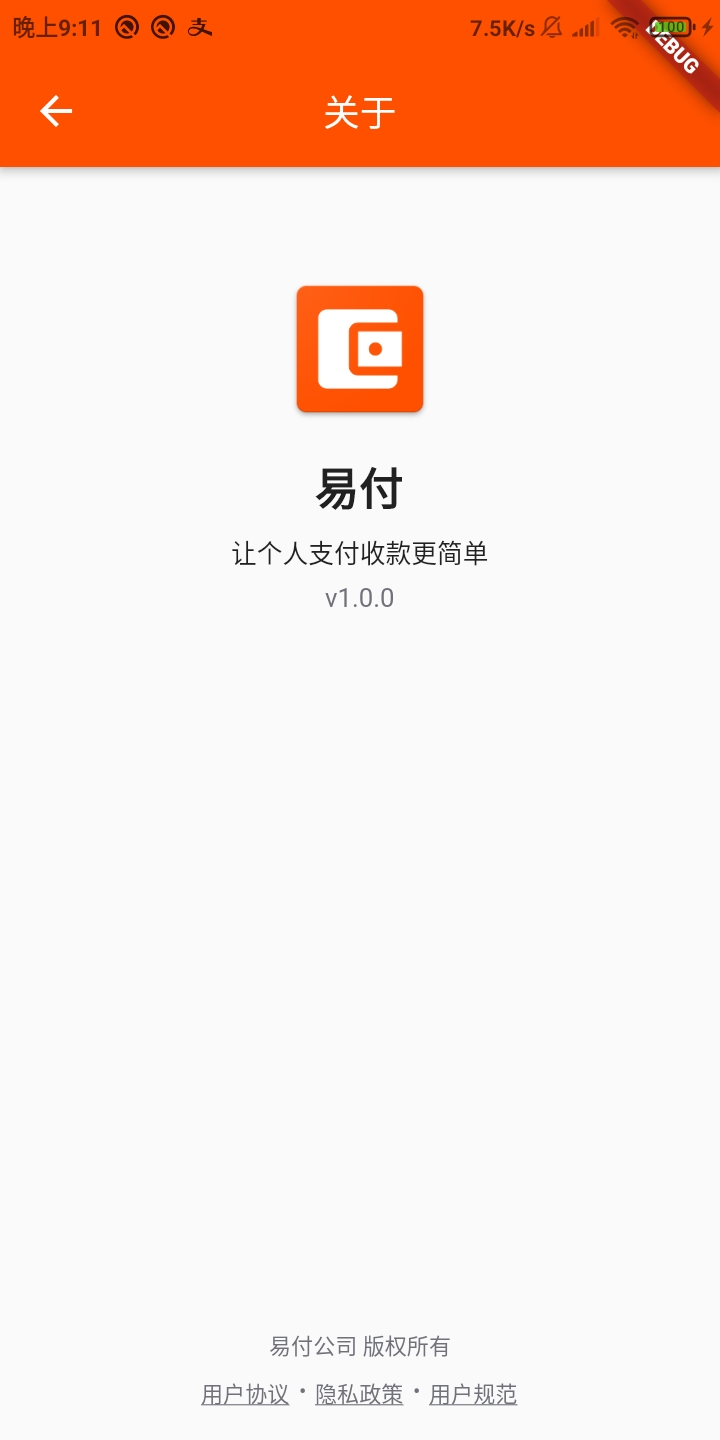 晚上9:11
7.5K/s
100
DEBUG
关于
易付
让个人支付收款更简单
v1.0.0
易付公司 版权所有
用户协议 • 隐私政策 • 用户规范